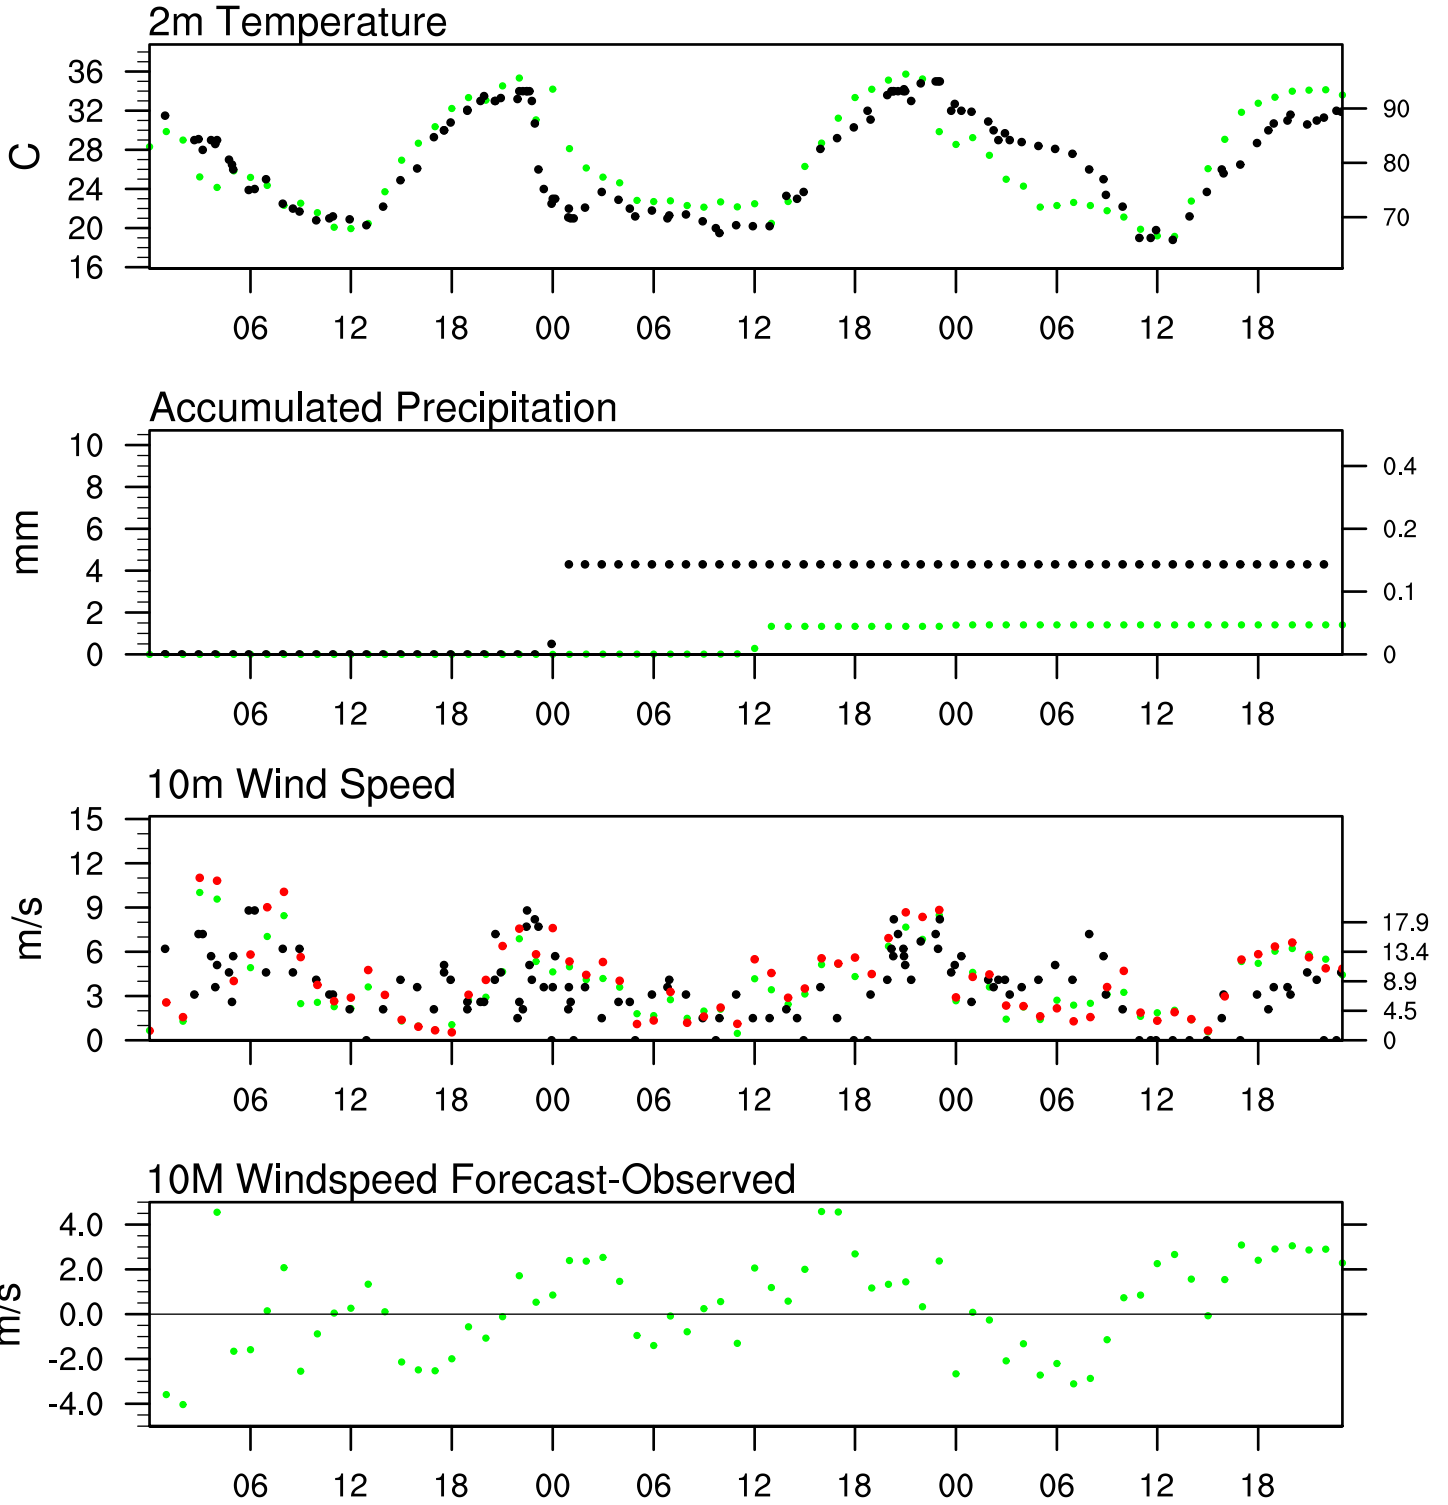 2m Temperature
36
32
28
24
20
16
C
90
80
70
06 12 18 00 06 12 18 00 06 12 18
Accumulated Precipitation
10
8
6
4
2
0
mm
0.4
0.2
0.1
0
06 12 18 00 06 12 18 00 06 12 18
10m Wind Speed
15
12
9
6
3
0
m/s
17.9
13.4
8.9
4.5
0
06 12 18 00 06 12 18 00 06 12 18
10M Windspeed Forecast-Observed
4.0
2.0
0.0
-2.0
-4.0
m/s
06 12 18 00 06 12 18 00 06 12 18